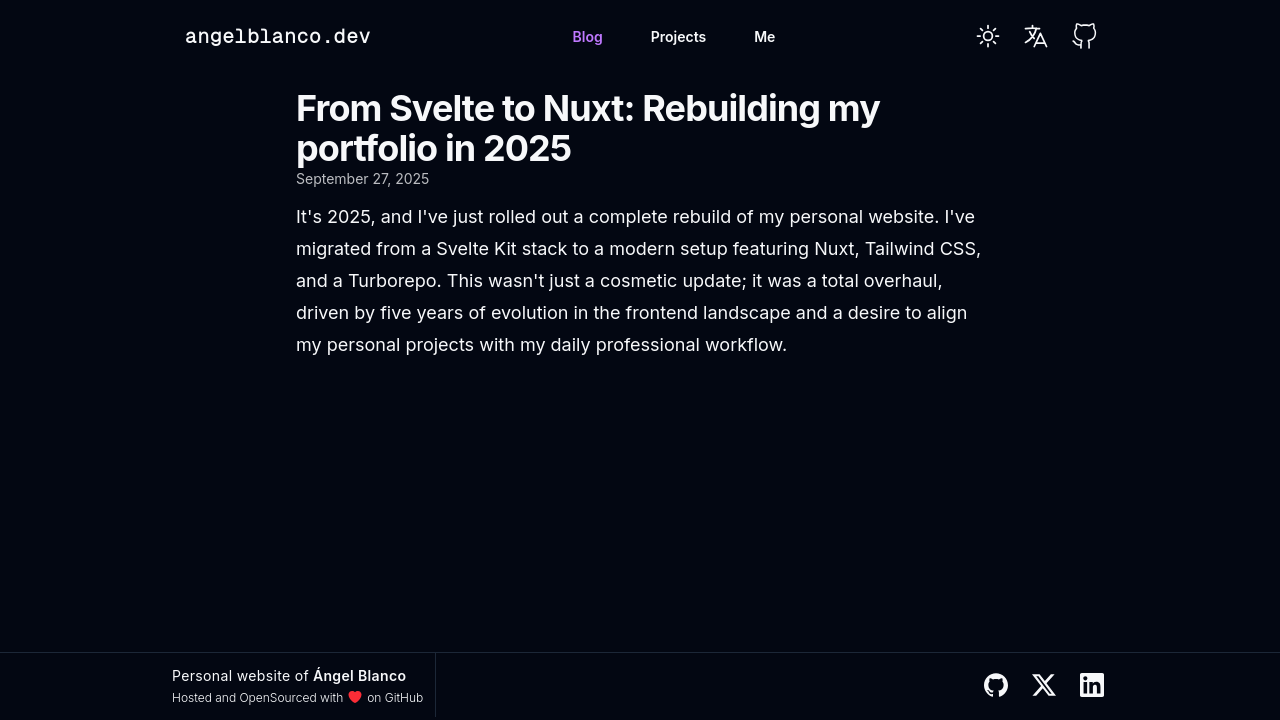 angelblanco.dev
Blog
Projects
Me
From Svelte to Nuxt: Rebuilding my
portfolio in 2025
September 27, 2025
It's 2025, and I've just rolled out a complete rebuild of my personal website. I've
migrated from a Svelte Kit stack to a modern setup featuring Nuxt, Tailwind CSS,
and a Turborepo. This wasn't just a cosmetic update; it was a total overhaul,
driven by five years of evolution in the frontend landscape and a desire to align
my personal projects with my daily professional workflow.
Personal website of Ángel Blanco
Hosted and OpenSourced with ❤️ on GitHub